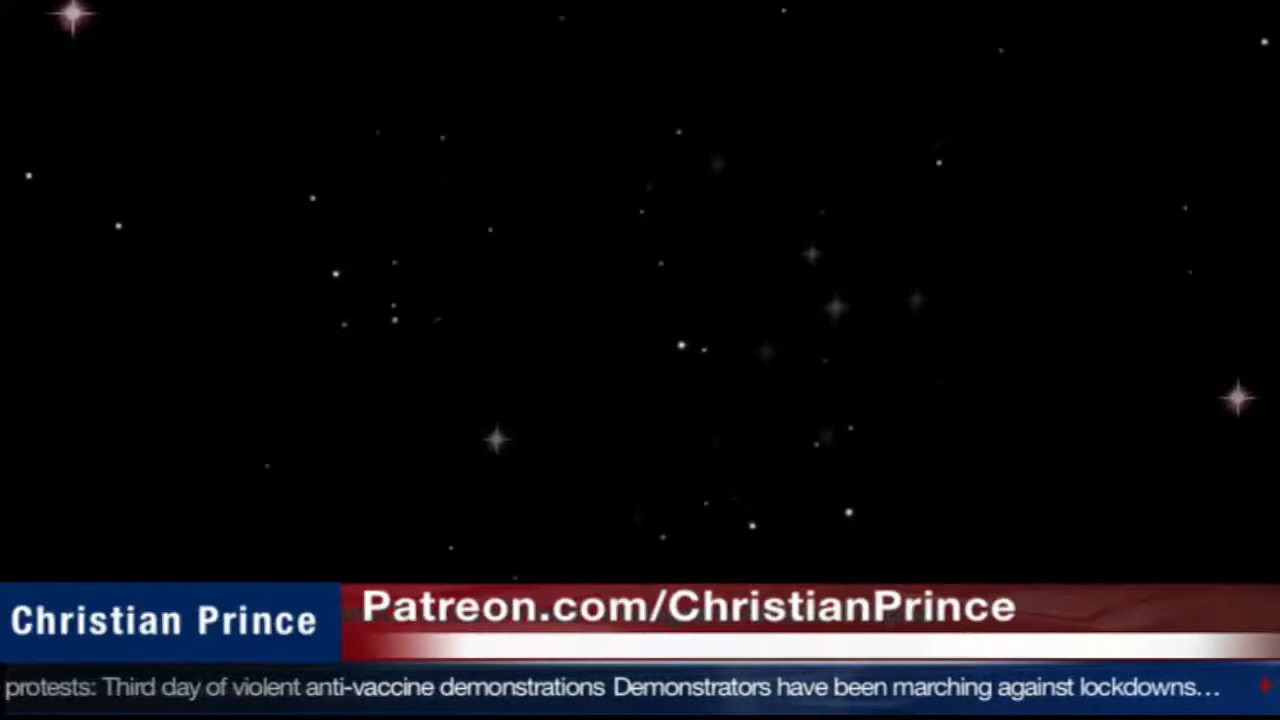 Christian Prince
Patreon.com/ChristianPrince
protests: Third day of violent anti-vaccine demonstrations Demonstrators have been marching against lockdowns...